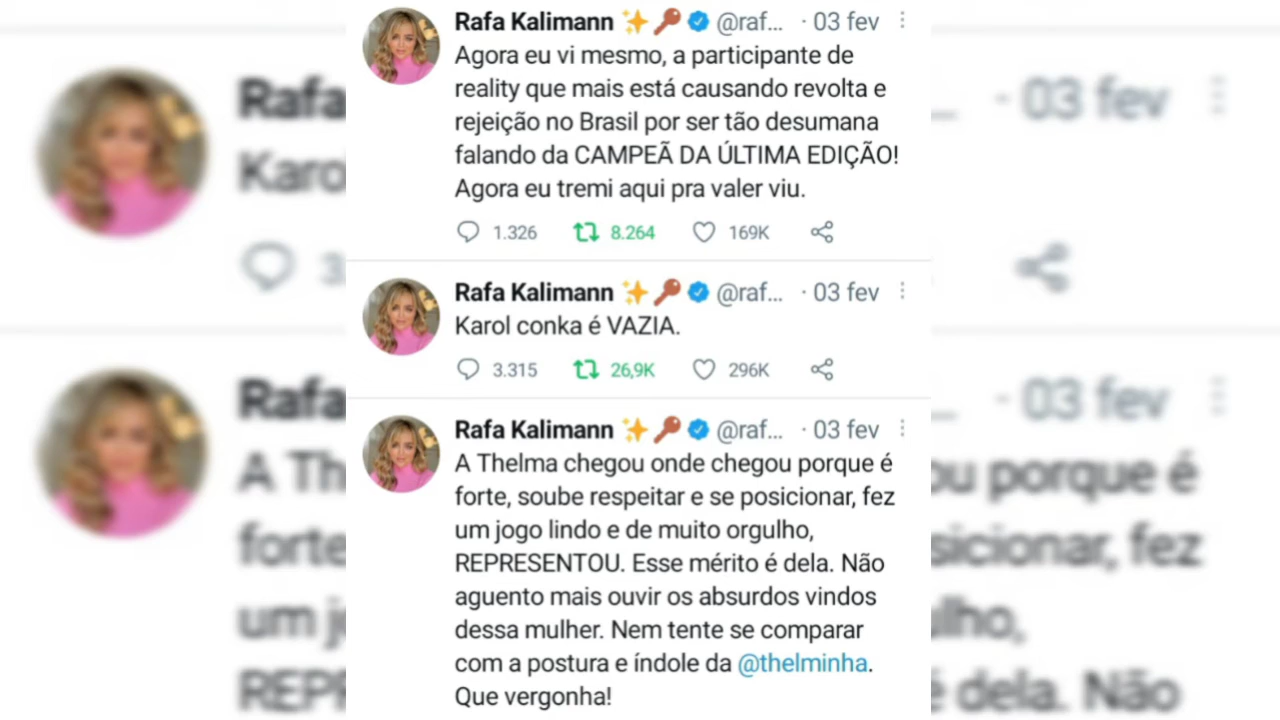 Rafa Kalimann ✨🔑 @raf... · 03 fev
Agora eu vi mesmo, a participante de
reality que mais está causando revolta e
rejeição no Brasil por ser tão desumana
falando da CAMPEÃ DA ÚLTIMA EDIÇÃO!
Agora eu tremi aqui pra valer viu.
1.326 8.264 169K
Rafa Kalimann ✨🔑 @raf... · 03 fev
Karol conka é VAZIA.
3.315 26,9K 296K
Rafa Kalimann ✨🔑 @raf... · 03 fev
A Thelma chegou onde chegou porque é
forte, soube respeitar e se posicionar, fez
um jogo lindo e de muito orgulho,
REPRESENTOU. Esse mérito é dela. Não
aguento mais ouvir os absurdos vindos
dessa mulher. Nem tente se comparar
com a postura e índole da @thelminha.
Que vergonha!